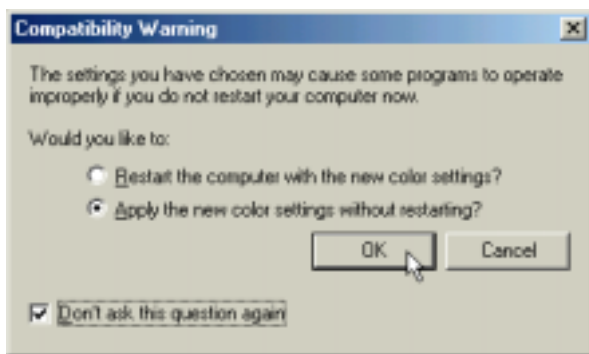 Compatibility Warning
The settings you have chosen may cause some programs to operate
improperly if you do not restart your computer now.
Would you like to:
Restart the computer with the new color settings?
Apply the new color settings without restarting?
OK
Cancel
Don't ask this question again